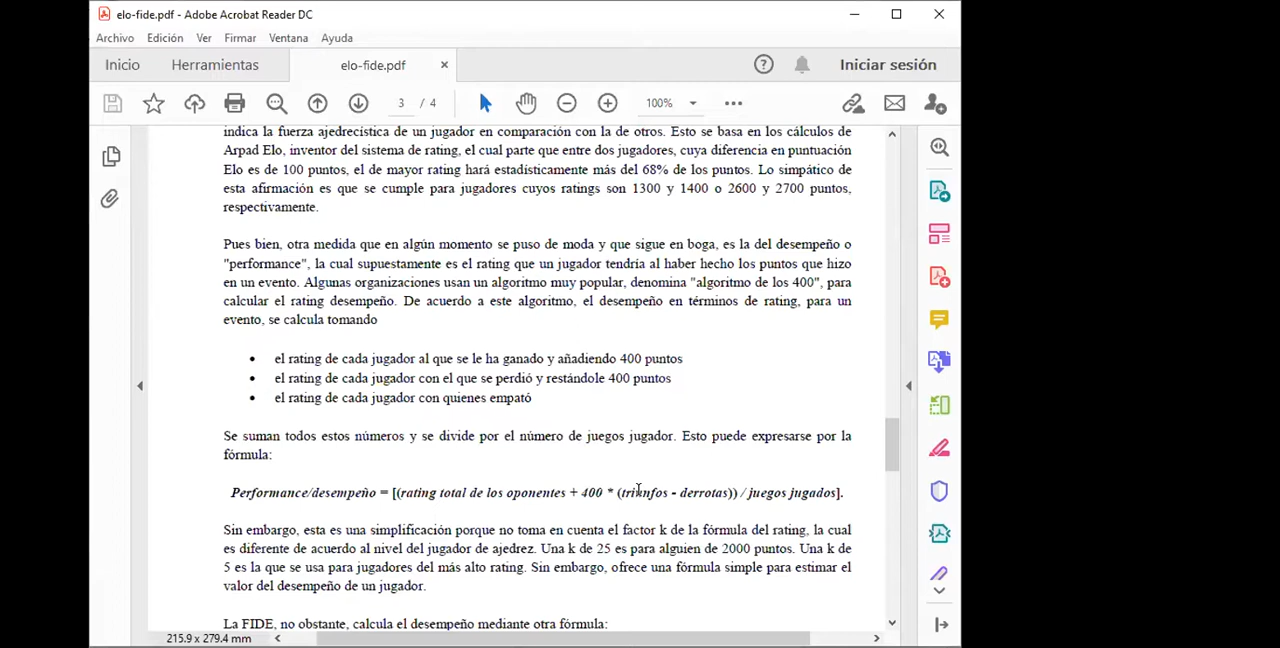 elo-fide.pdf - Adobe Acrobat Reader DC
Archivo Edición Ver Firmar Ventana Ayuda
Inicio Herramientas elo-fide.pdf × Iniciar sesión
3 / 4 100%
indica la fuerza ajedrecística de un jugador en comparación con la de otros. Esto se basa en los cálculos de
Arpad Elo, inventor del sistema de rating, el cual parte que entre dos jugadores, cuya diferencia en puntuación
Elo es de 100 puntos, el de mayor rating hará estadísticamente más del 68% de los puntos. Lo simpático de
esta afirmación es que se cumple para jugadores cuyos ratings son 1300 y 1400 o 2600 y 2700 puntos,
respectivamente.
Pues bien, otra medida que en algún momento se puso de moda y que sigue en boga, es la del desempeño o
"performance", la cual supuestamente es el rating que un jugador tendría al haber hecho los puntos que hizo
en un evento. Algunas organizaciones usan un algoritmo muy popular, denomina "algoritmo de los 400", para
calcular el rating desempeño. De acuerdo a este algoritmo, el desempeño en términos de rating, para un
evento, se calcula tomando
• el rating de cada jugador al que se le ha ganado y añadiendo 400 puntos
• el rating de cada jugador con el que se perdió y restándole 400 puntos
• el rating de cada jugador con quienes empató
Se suman todos estos números y se divide por el número de juegos jugador. Esto puede expresarse por la
fórmula:
Performance/desempeño = [(rating total de los oponentes + 400 * (triunfos - derrotas)) / juegos jugados].
Sin embargo, esta es una simplificación porque no toma en cuenta el factor k de la fórmula del rating, la cual
es diferente de acuerdo al nivel del jugador de ajedrez. Una k de 25 es para alguien de 2000 puntos. Una k de
5 es la que se usa para jugadores del más alto rating. Sin embargo, ofrece una fórmula simple para estimar el
valor del desempeño de un jugador.
La FIDE, no obstante, calcula el desempeño mediante otra fórmula:
215.9 x 279.4 mm